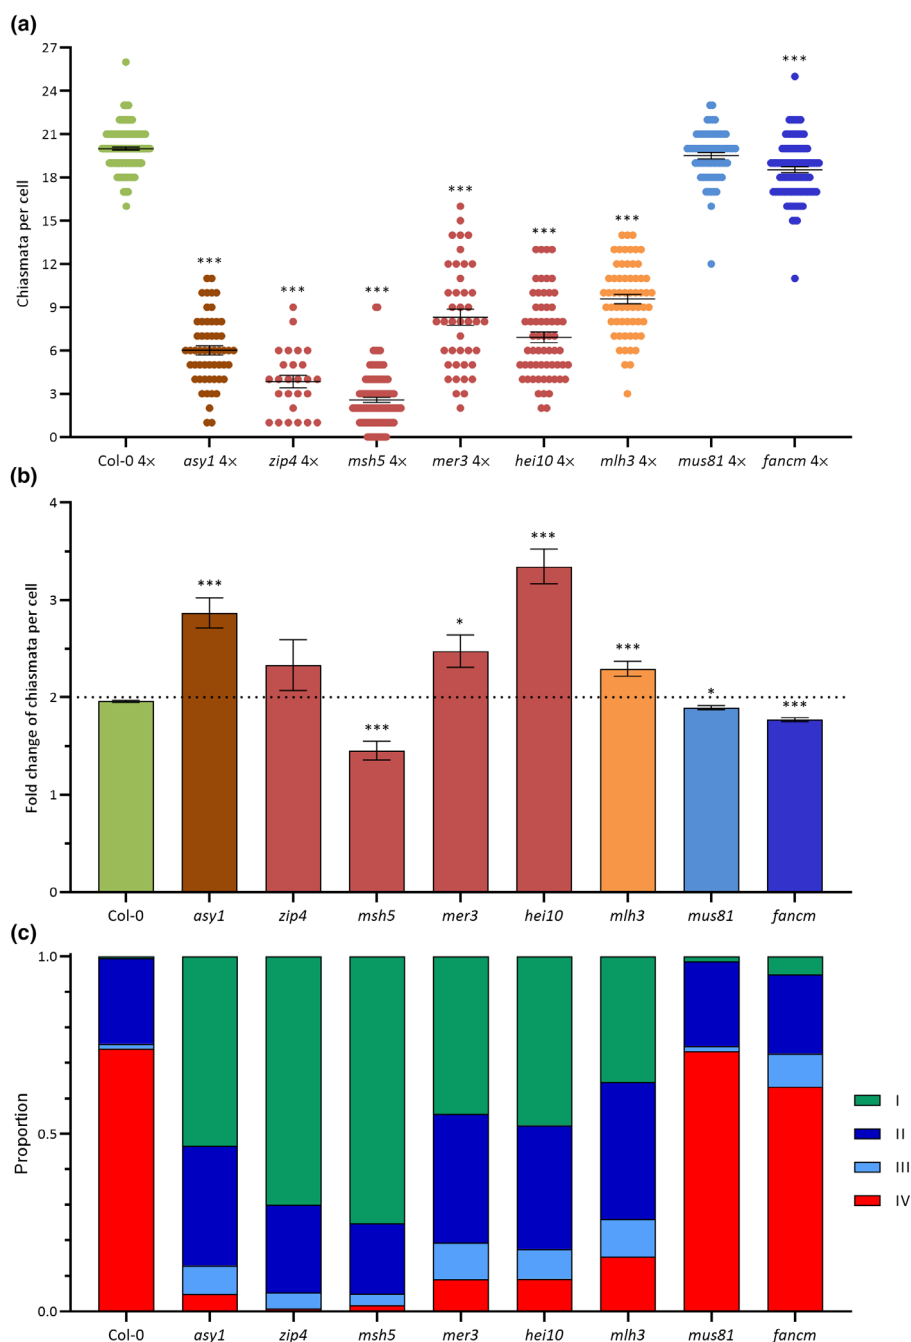 (a)
Chiasmata per cell
27
24
21
18
15
12
9
6
3
0
***
***
***
***
***
***
***
Col-0 4×
asy1 4×
zip4 4×
msh5 4×
mer3 4×
hei10 4×
mlh3 4×
mus81 4×
fancm 4×
(b)
Fold change of chiasmata per cell
4
3
2
1
0
***
***
*
***
***
*
***
Col-0
asy1
zip4
msh5
mer3
hei10
mlh3
mus81
fancm
(c)
Proportion
1.0
0.5
0.0
Col-0
asy1
zip4
msh5
mer3
hei10
mlh3
mus81
fancm
I
II
III
IV